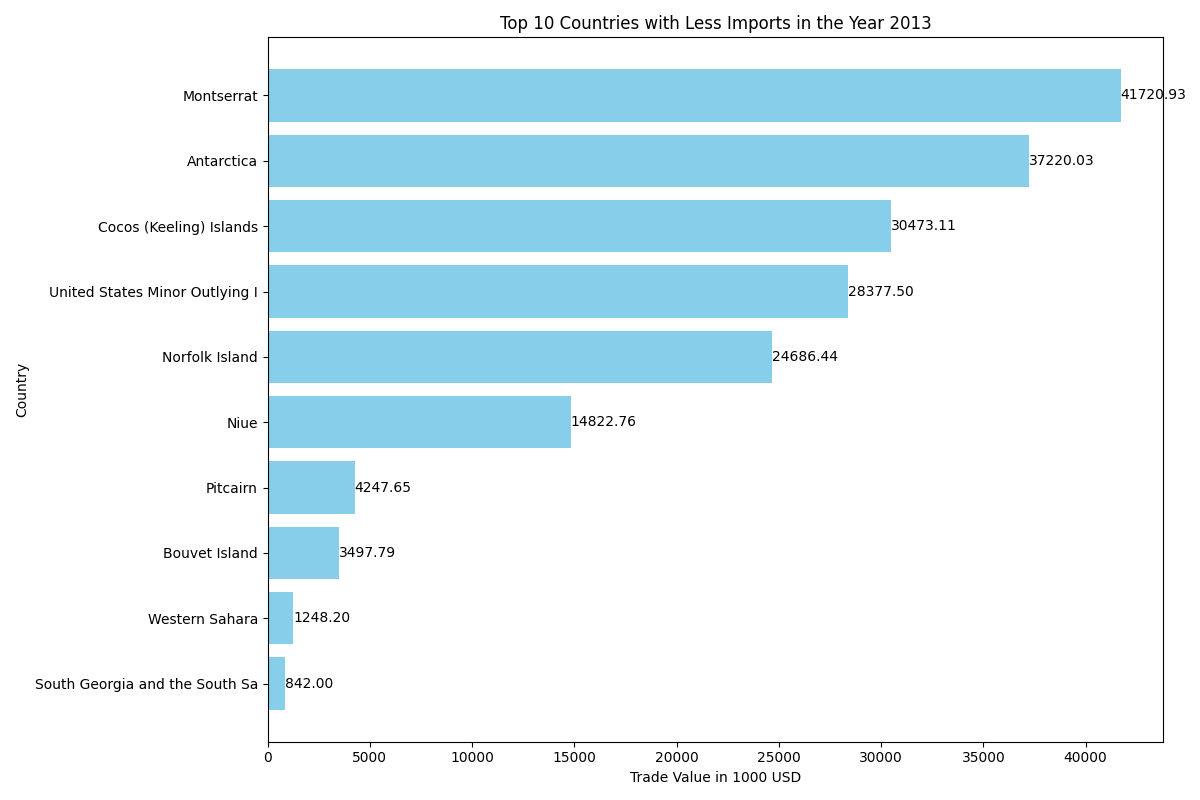 Top 10 Countries with Less Imports in the Year 2013
Montserrat 41720.93
Antarctica 37220.03
Cocos (Keeling) Islands 30473.11
United States Minor Outlying I 28377.50
Norfolk Island 24686.44
Niue 14822.76
Pitcairn 4247.65
Bouvet Island 3497.79
Western Sahara 1248.20
South Georgia and the South Sa 842.00
Country
0 5000 10000 15000 20000 25000 30000 35000 40000
Trade Value in 1000 USD